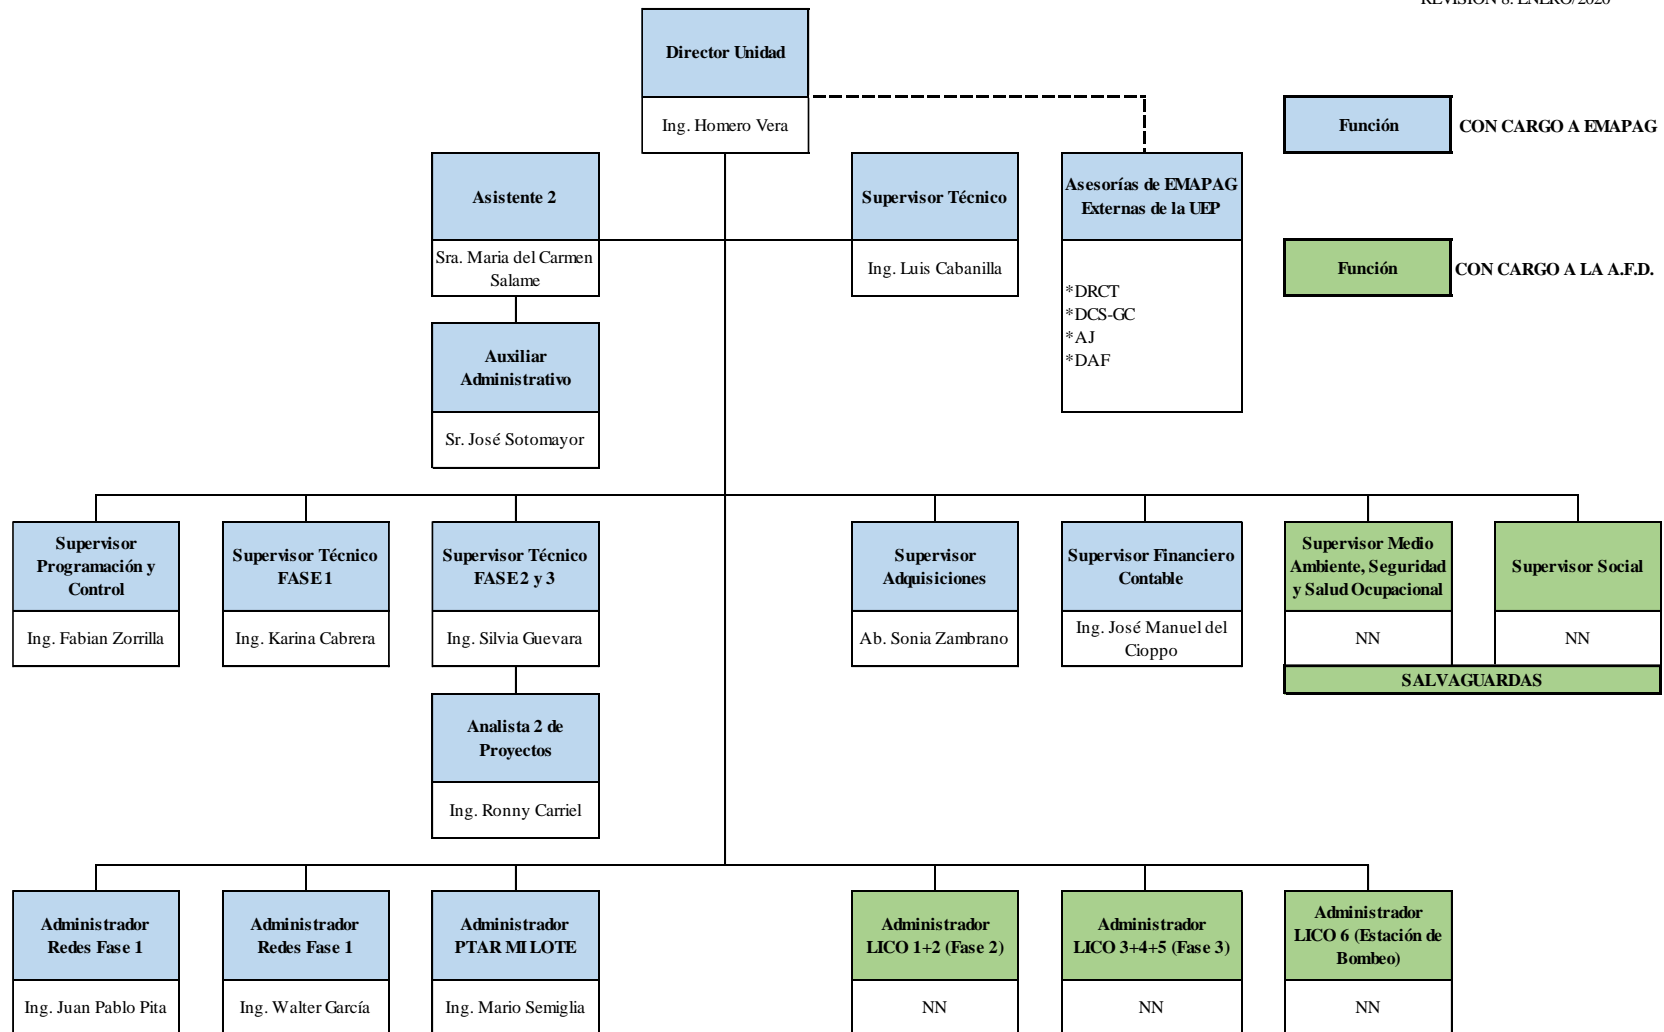 REVISIÓN 8: ENERO/2020
Director Unidad
Ing. Homero Vera
Función
CON CARGO A EMAPAG
Asistente 2
Sra. Maria del Carmen
Salame
Supervisor Técnico
Ing. Luis Cabanilla
Asesorías de EMAPAG
Externas de la UEP
*DRCT
*DCS-GC
*AJ
*DAF
Función
CON CARGO A LA A.F.D.
Auxiliar
Administrativo
Sr. José Sotomayor
Supervisor
Programación y
Control
Ing. Fabian Zorrilla
Supervisor Técnico
FASE 1
Ing. Karina Cabrera
Supervisor Técnico
FASE 2 y 3
Ing. Silvia Guevara
Supervisor
Adquisiciones
Ab. Sonia Zambrano
Supervisor Financiero
Contable
Ing. José Manuel del
Cioppo
Supervisor Medio
Ambiente, Seguridad
y Salud Ocupacional
NN
Supervisor Social
NN
SALVAGUARDAS
Analista 2 de
Proyectos
Ing. Ronny Carriel
Administrador
Redes Fase 1
Ing. Juan Pablo Pita
Administrador
Redes Fase 1
Ing. Walter García
Administrador
PTAR MI LOTE
Ing. Mario Semiglia
Administrador
LICO 1+2 (Fase 2)
NN
Administrador
LICO 3+4+5 (Fase 3)
NN
Administrador
LICO 6 (Estación de
Bombeo)
NN